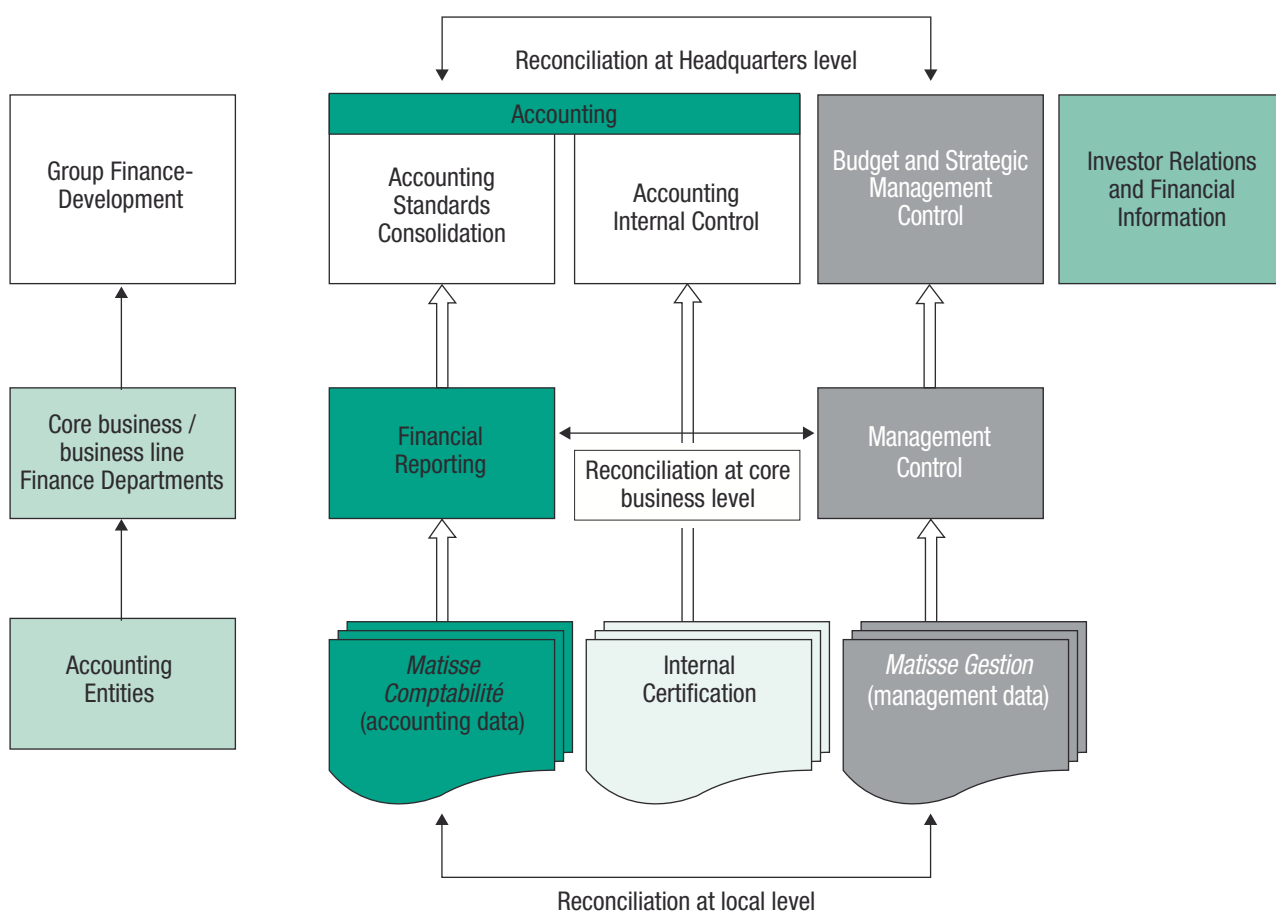 Reconciliation at Headquarters level
Group Finance-
Development
Accounting
Accounting
Standards
Consolidation
Accounting
Internal Control
Budget and Strategic
Management
Control
Investor Relations
and Financial
Information
Core business /
business line
Finance Departments
Financial
Reporting
Reconciliation at core
business level
Management
Control
Accounting
Entities
Matisse
Comptabilité
(accounting data)
Internal
Certification
Matisse Gestion
(management data)
Reconciliation at local level